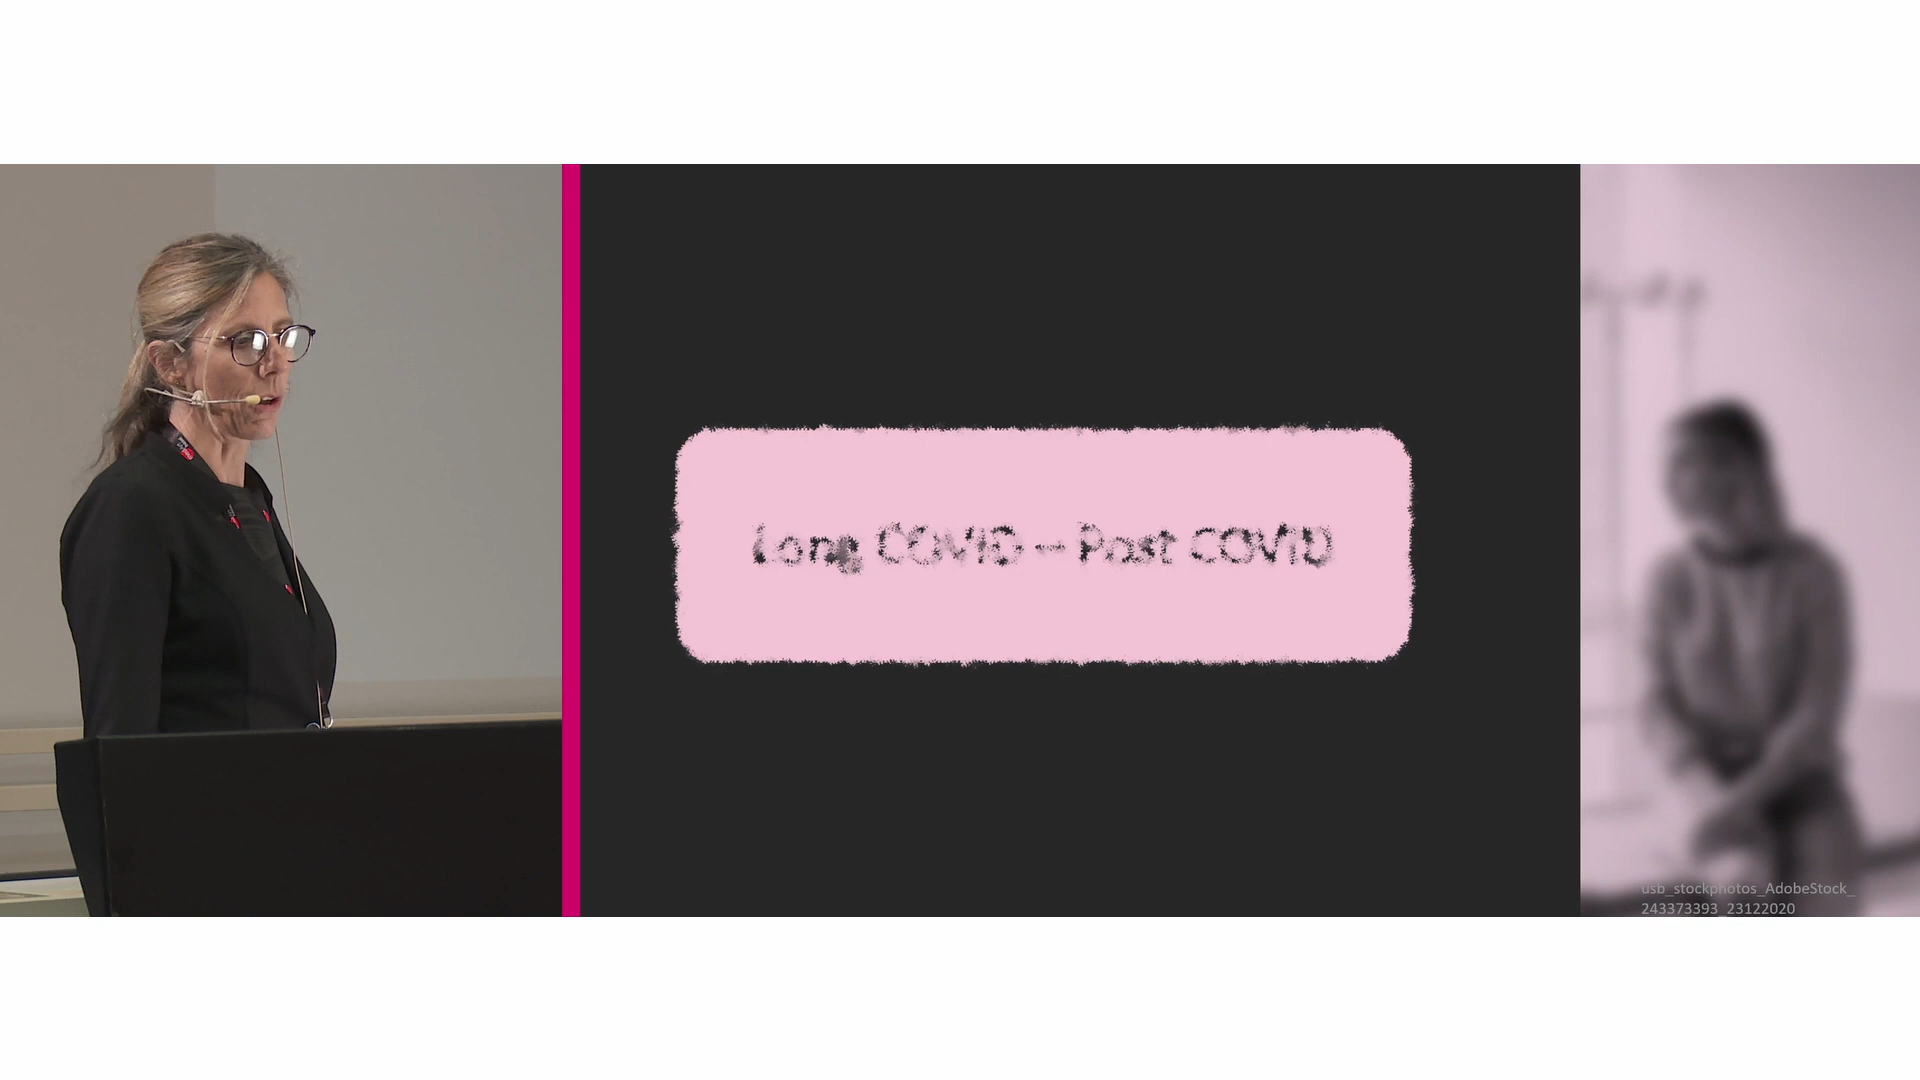 Long COVID – Post COVID
usb_stockphotos_AdobeStock_
243373393_23122020